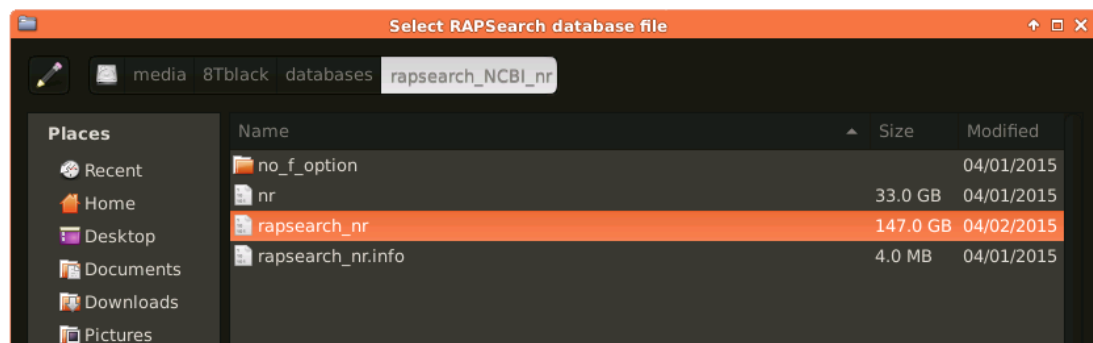 Select RAPSearch database file
media 8Tblack databases rapsearch_NCBI_nr
Places
Recent
Home
Desktop
Documents
Downloads
Pictures
Name Size Modified
no_f_option 04/01/2015
nr 33.0 GB 04/01/2015
rapsearch_nr 147.0 GB 04/02/2015
rapsearch_nr.info 4.0 MB 04/01/2015